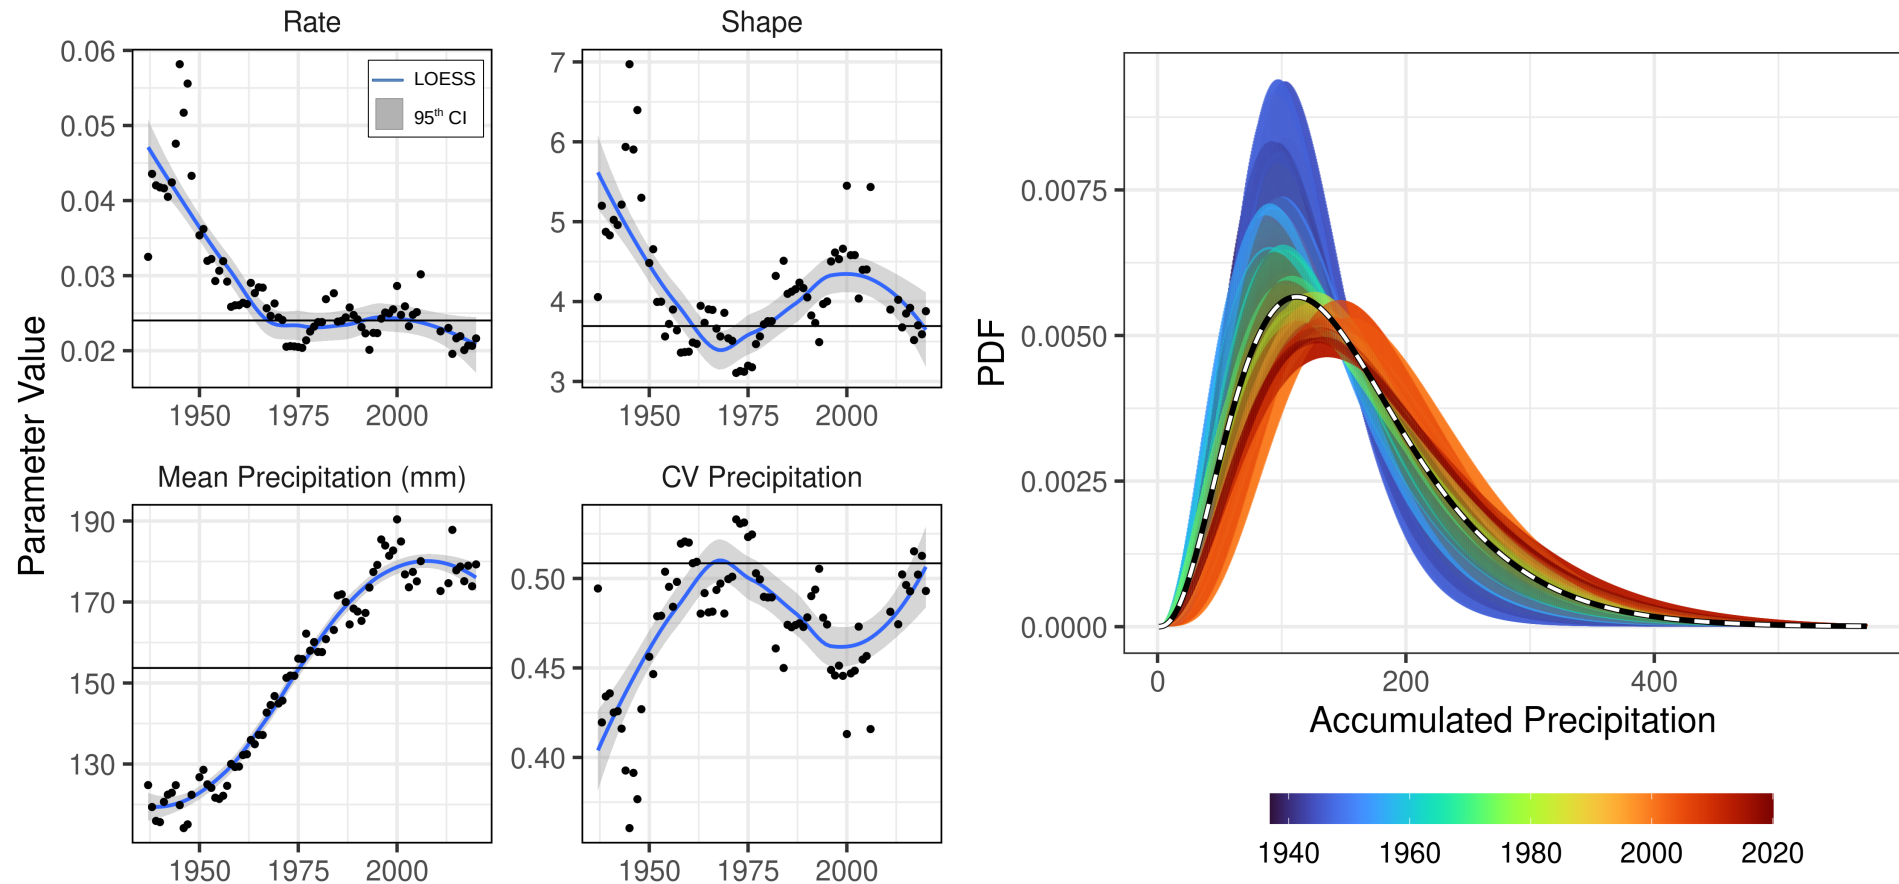 Rate
Shape
0.06
0.05
0.04
0.03
0.02
LOESS
95th CI
1950 1975 2000
7
6
5
4
3
1950 1975 2000
Parameter Value
Mean Precipitation (mm)
CV Precipitation
190
170
150
130
1950 1975 2000
0.50
0.45
0.40
1950 1975 2000
PDF
0.0075
0.0050
0.0025
0.0000
0 200 400
Accumulated Precipitation
1940 1960 1980 2000 2020